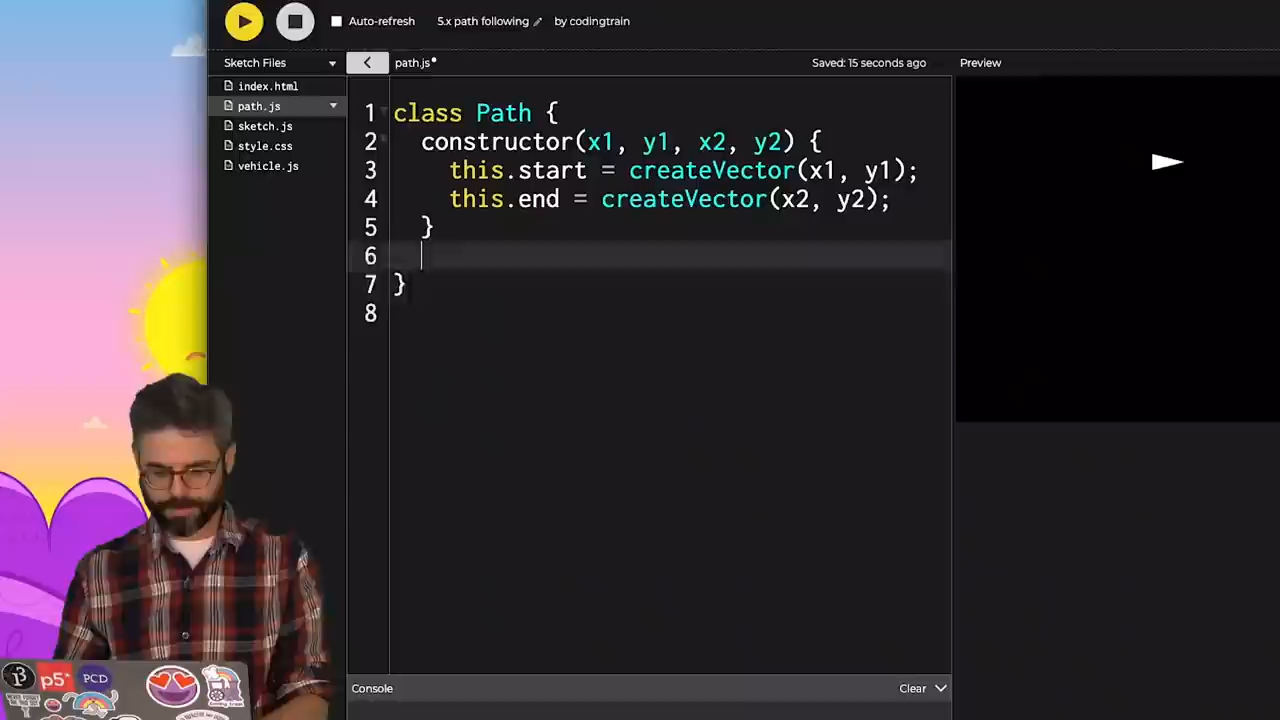 Auto-refresh
5.x path following
by codingtrain
Sketch Files
path.js
Saved: 15 seconds ago
Preview
index.html
path.js
sketch.js
style.css
vehicle.js
1 class Path {
2 constructor(x1, y1, x2, y2) {
3 this.start = createVector(x1, y1);
4 this.end = createVector(x2, y2);
5 }
6
7 }
8
p5*
PCD
Console
Clear